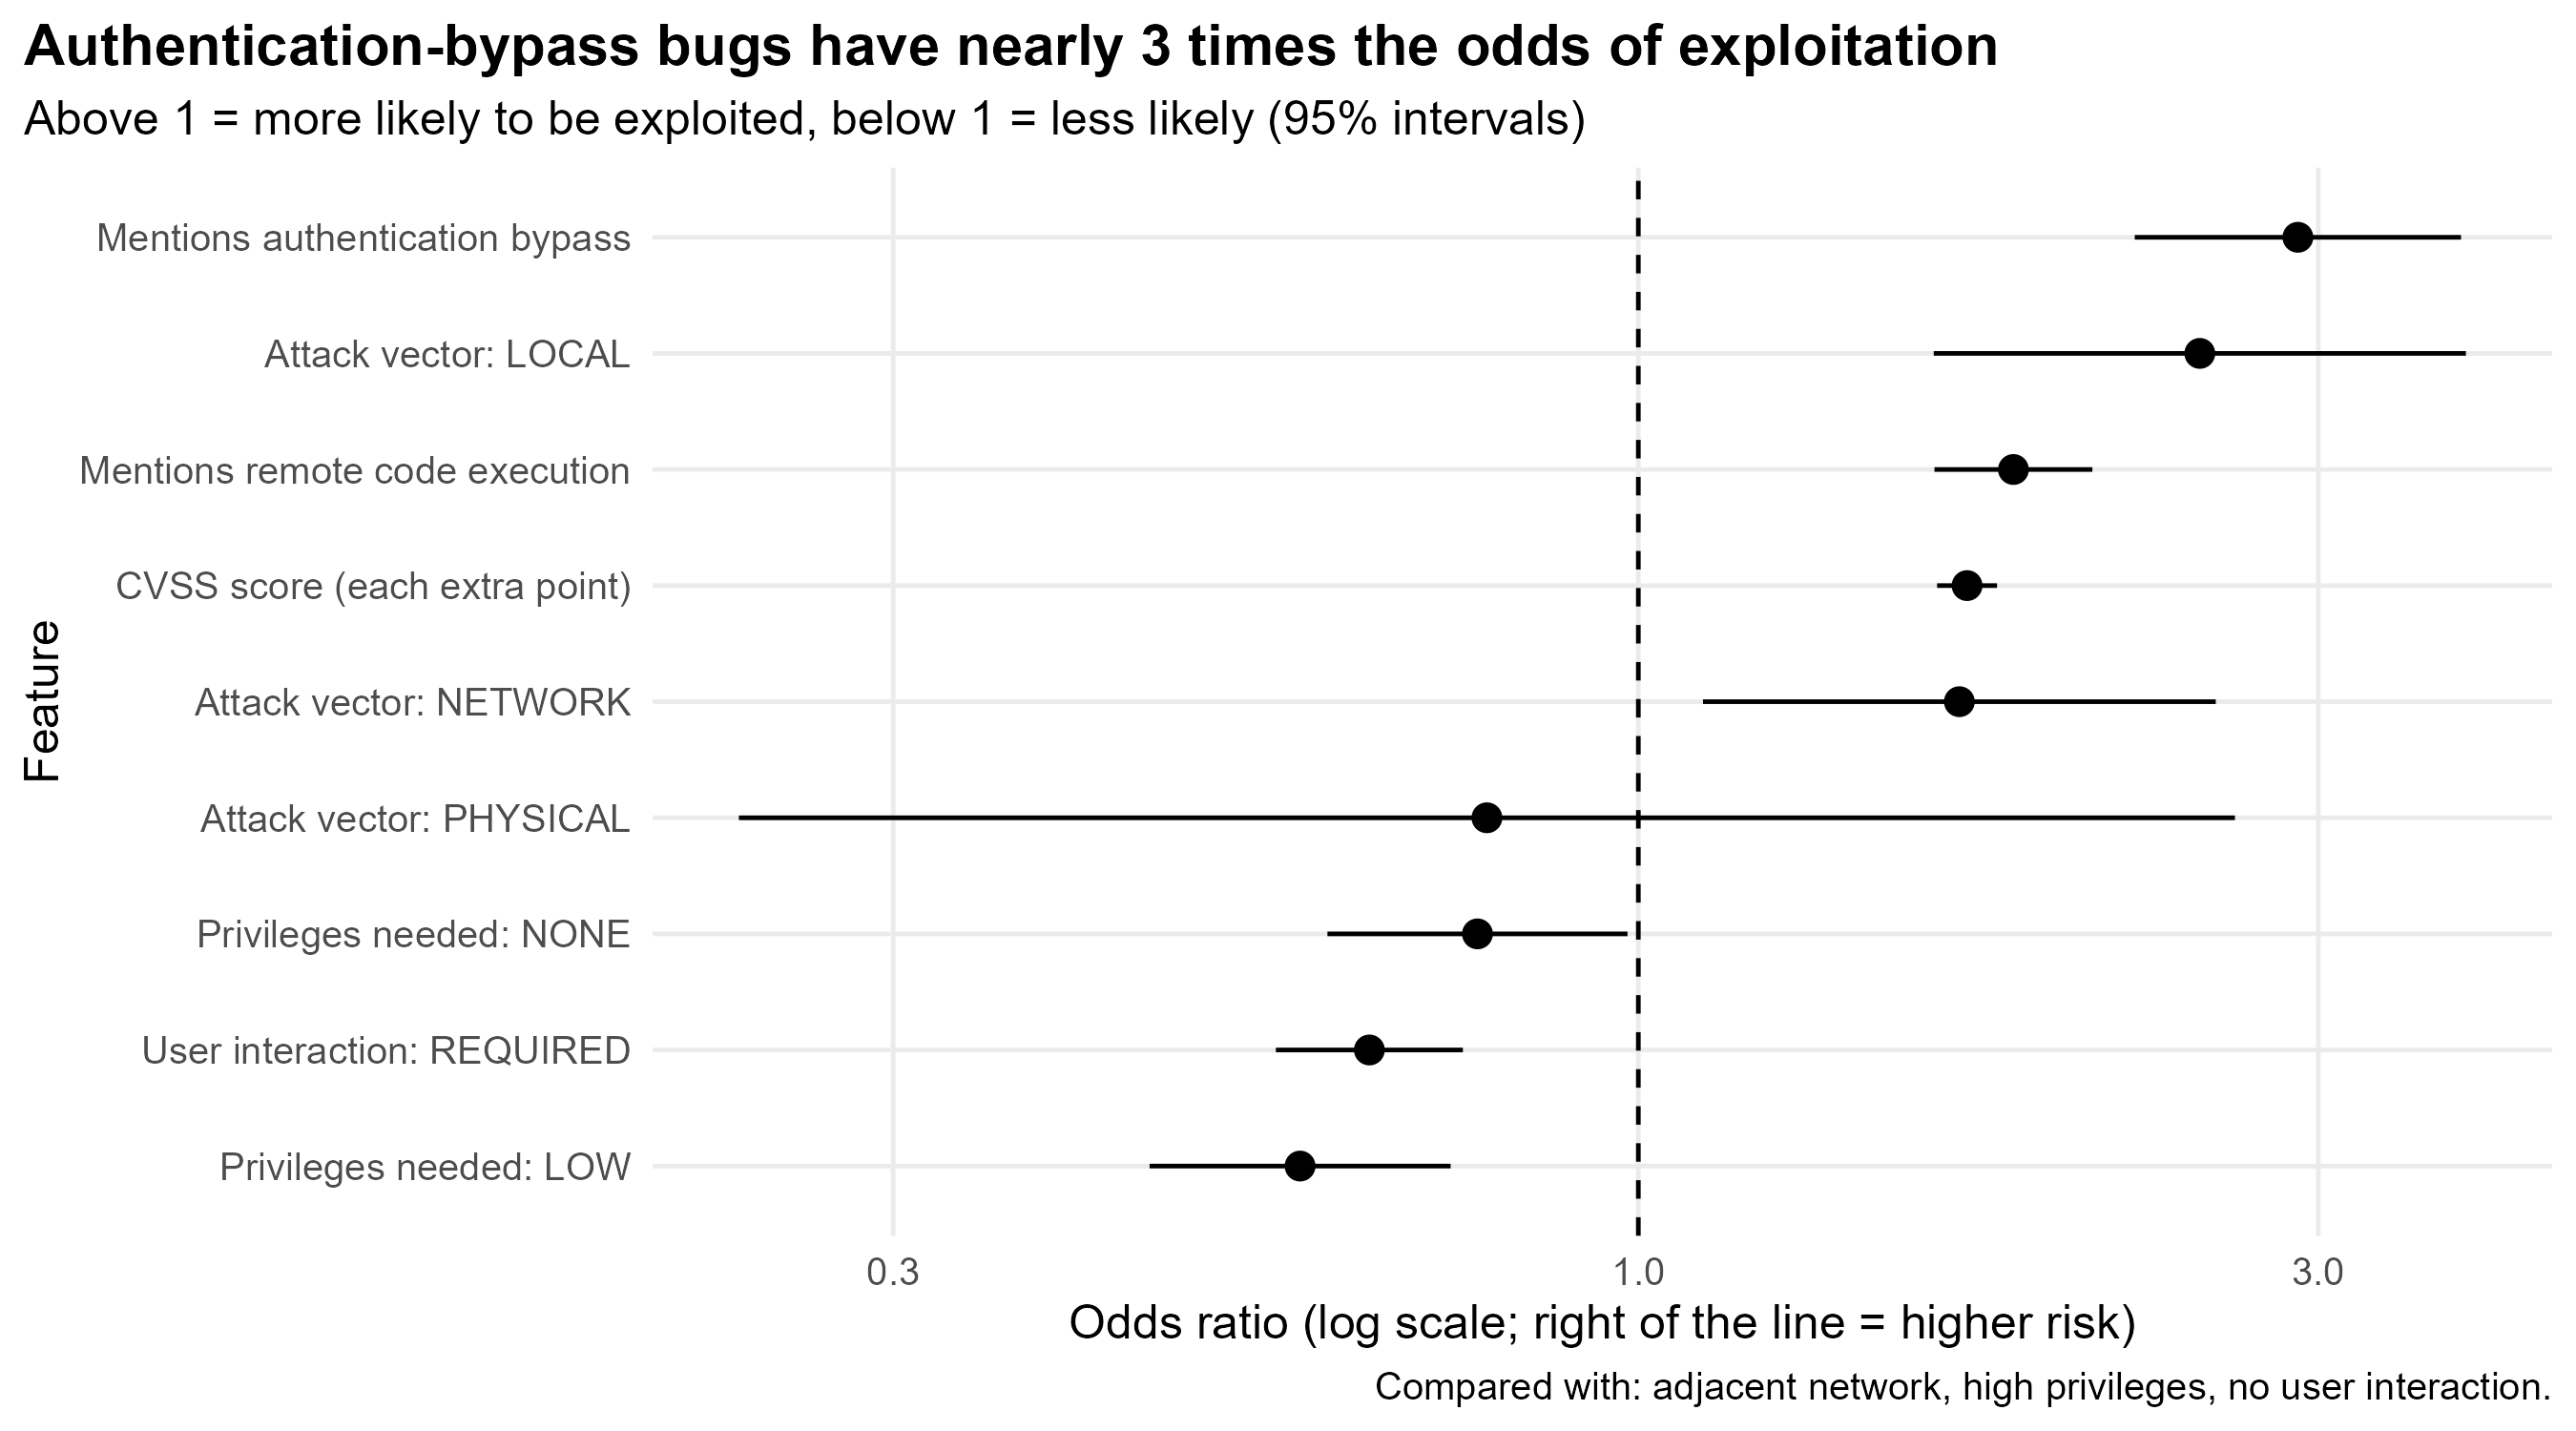 Authentication-bypass bugs have nearly 3 times the odds of exploitation
Above 1 = more likely to be exploited, below 1 = less likely (95% intervals)
Mentions authentication bypass
Attack vector: LOCAL
Mentions remote code execution
CVSS score (each extra point)
Attack vector: NETWORK
Attack vector: PHYSICAL
Privileges needed: NONE
User interaction: REQUIRED
Privileges needed: LOW
Feature
0.3
1.0
3.0
Odds ratio (log scale; right of the line = higher risk)
Compared with: adjacent network, high privileges, no user interaction.